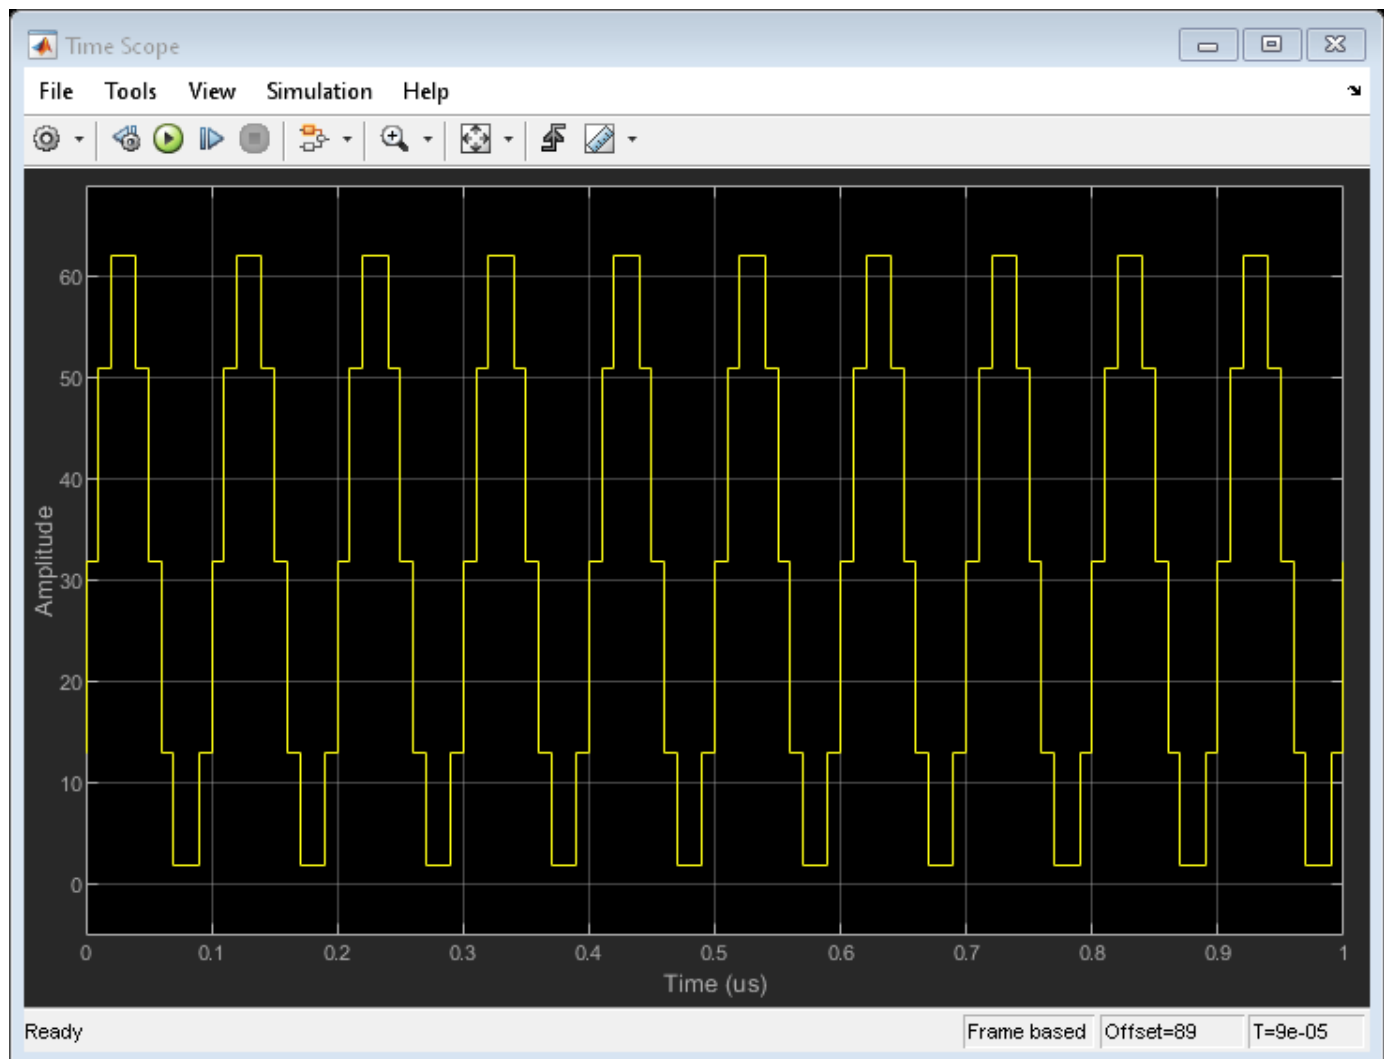 Time Scope
File Tools View Simulation Help
60
50
40
30
20
10
0
Amplitude
0 0.1 0.2 0.3 0.4 0.5 0.6 0.7 0.8 0.9 1
Time (us)
Ready Frame based Offset=89 T=9e-05